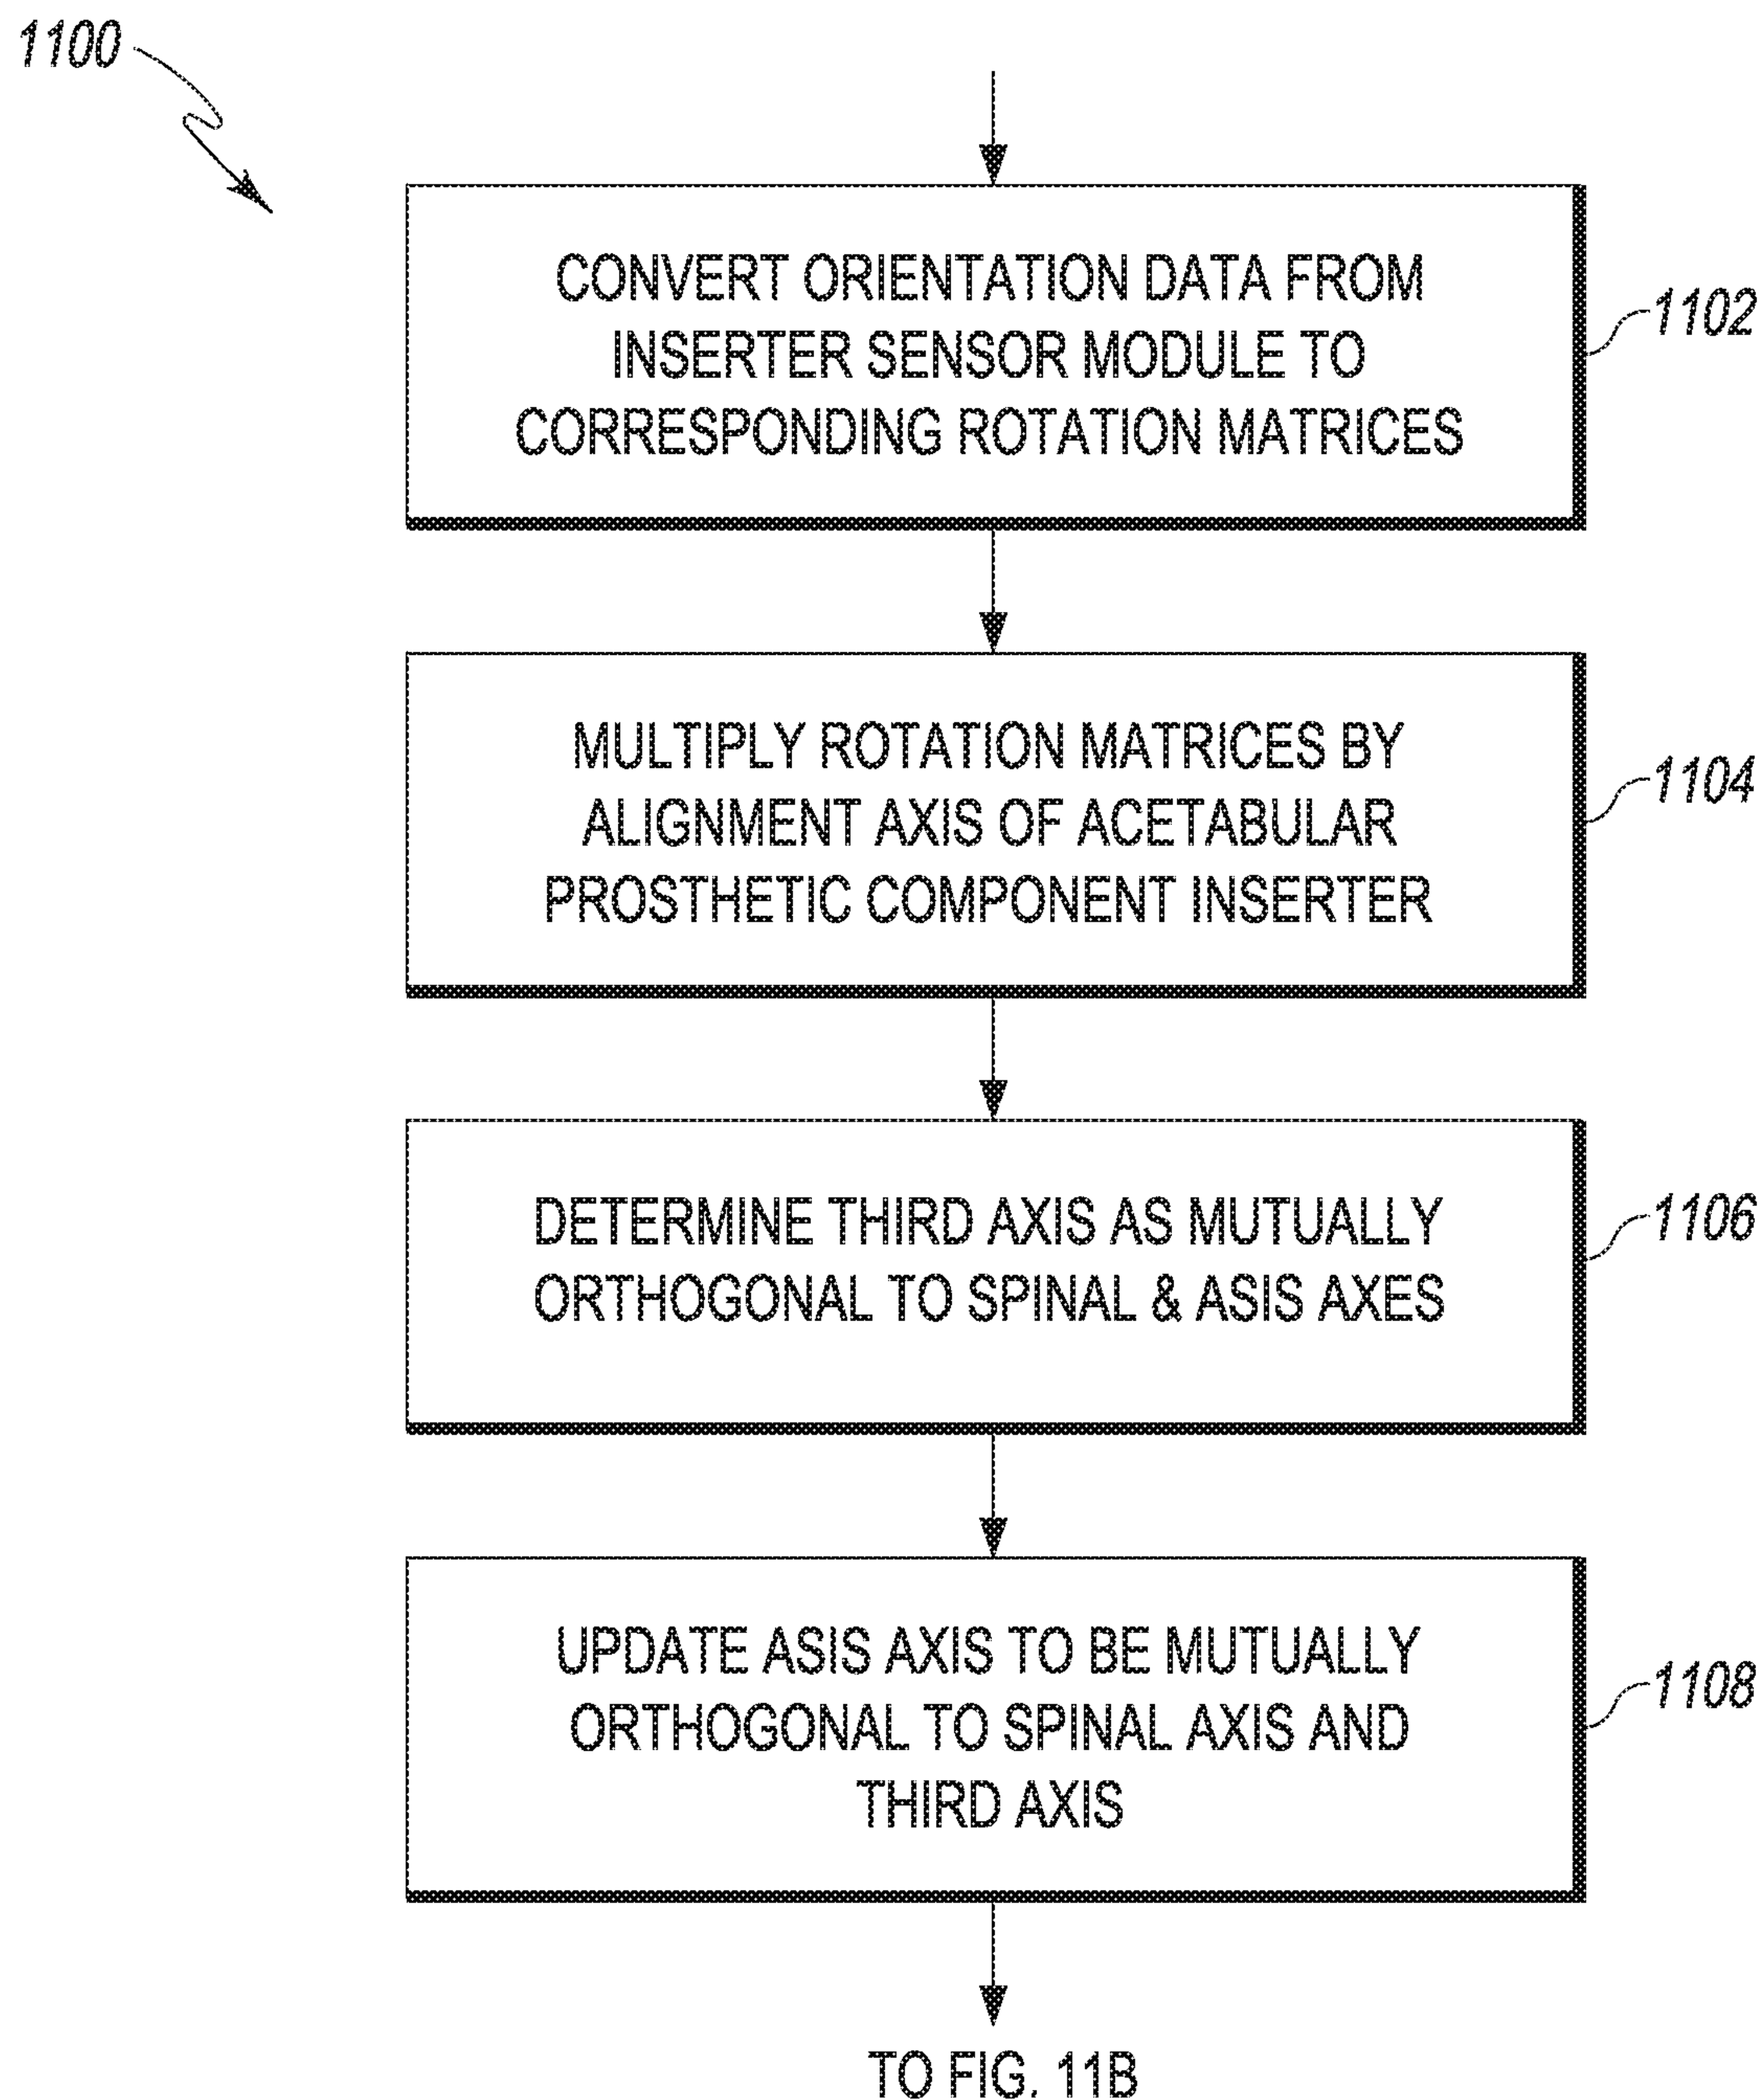 1100
CONVERT ORIENTATION DATA FROM
INSERTER SENSOR MODULE TO
CORRESPONDING ROTATION MATRICES
1102
MULTIPLY ROTATION MATRICES BY
ALIGNMENT AXIS OF ACETABULAR
PROSTHETIC COMPONENT INSERTER
1104
DETERMINE THIRD AXIS AS MUTUALLY
ORTHOGONAL TO SPINAL & ASIS AXES
1106
UPDATE ASIS AXIS TO BE MUTUALLY
ORTHOGONAL TO SPINAL AXIS AND
THIRD AXIS
1108
TO FIG. 11B